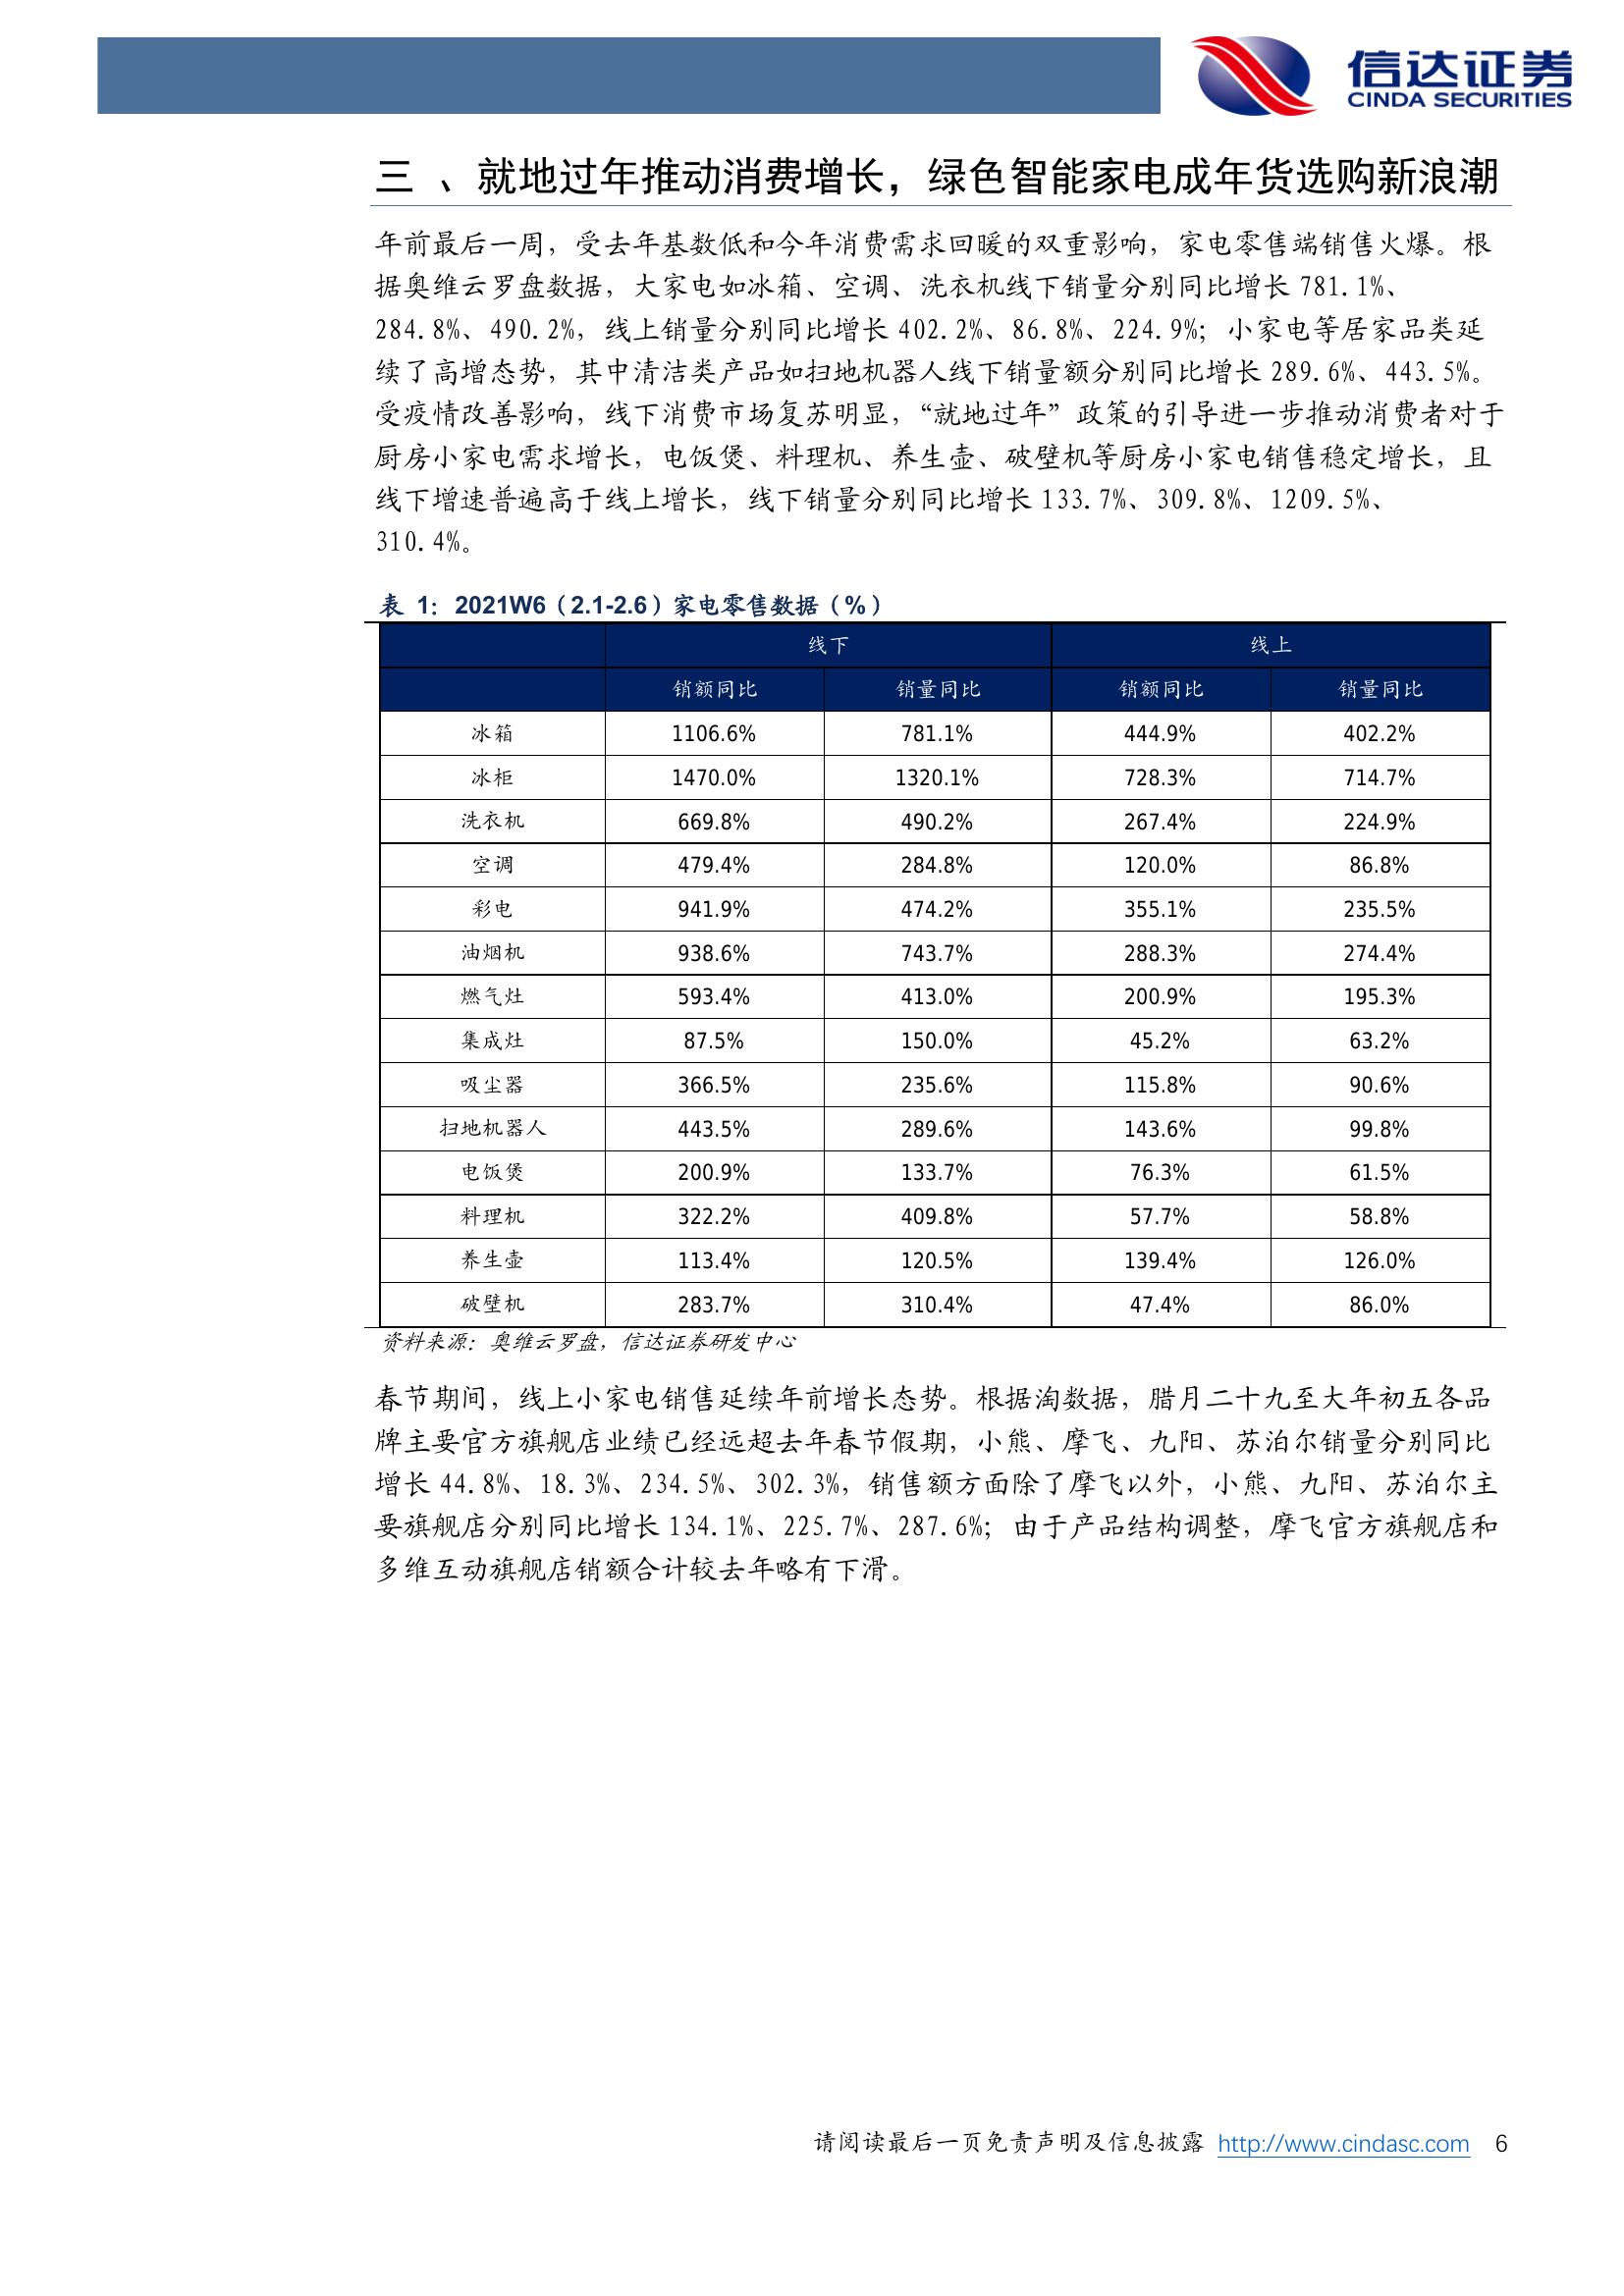 信达证券
CINDA SECURITIES
三 、就地过年推动消费增长，绿色智能家电成年货选购新浪潮
年前最后一周，受去年基数低和今年消费需求回暖的双重影响，家电零售端销售火爆。根
据奥维云罗盘数据，大家电如冰箱、空调、洗衣机线下销量分别同比增长 781.1%、
284.8%、490.2%，线上销量分别同比增长 402.2%、86.8%、224.9%；小家电等居家品类延
续了高增态势，其中清洁类产品如扫地机器人线下销量额分别同比增长 289.6%、443.5%。
受疫情改善影响，线下消费市场复苏明显，“就地过年”政策的引导进一步推动消费者对于
厨房小家电需求增长，电饭煲、料理机、养生壶、破壁机等厨房小家电销售稳定增长，且
线下增速普遍高于线上增长，线下销量分别同比增长 133.7%、309.8%、1209.5%、
310.4%。
表 1：2021W6（2.1-2.6）家电零售数据（%）
线下 线上
销额同比 销量同比 销额同比 销量同比
冰箱 1106.6% 781.1% 444.9% 402.2%
冰柜 1470.0% 1320.1% 728.3% 714.7%
洗衣机 669.8% 490.2% 267.4% 224.9%
空调 479.4% 284.8% 120.0% 86.8%
彩电 941.9% 474.2% 355.1% 235.5%
油烟机 938.6% 743.7% 288.3% 274.4%
燃气灶 593.4% 413.0% 200.9% 195.3%
集成灶 87.5% 150.0% 45.2% 63.2%
吸尘器 366.5% 235.6% 115.8% 90.6%
扫地机器人 443.5% 289.6% 143.6% 99.8%
电饭煲 200.9% 133.7% 76.3% 61.5%
料理机 322.2% 409.8% 57.7% 58.8%
养生壶 113.4% 120.5% 139.4% 126.0%
破壁机 283.7% 310.4% 47.4% 86.0%
资料来源：奥维云罗盘，信达证券研发中心
春节期间，线上小家电销售延续年前增长态势。根据淘数据，腊月二十九至大年初五各品
牌主要官方旗舰店业绩已经远超去年春节假期，小熊、摩飞、九阳、苏泊尔销量分别同比
增长 44.8%、18.3%、234.5%、302.3%，销售额方面除了摩飞以外，小熊、九阳、苏泊尔主
要旗舰店分别同比增长 134.1%、225.7%、287.6%；由于产品结构调整，摩飞官方旗舰店和
多维互动旗舰店销额合计较去年略有下滑。
请阅读最后一页免责声明及信息披露 http://www.cindasc.com 6